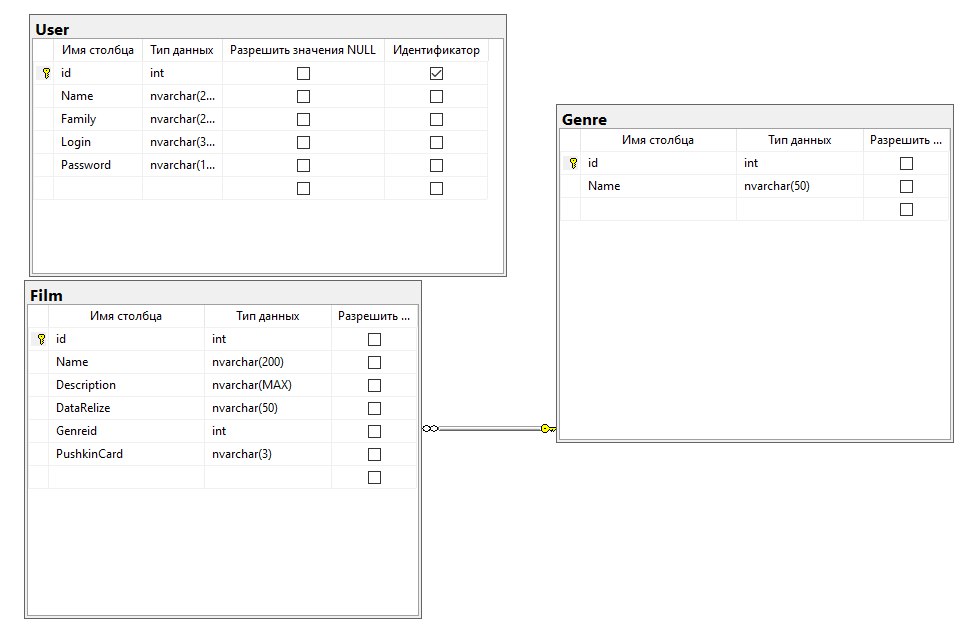 User
Имя столбца Тип данных Разрешить значения NULL Идентификатор
id int
Name nvarchar(2...
Family nvarchar(2...
Login nvarchar(3...
Password nvarchar(1...
Genre
Имя столбца Тип данных Разрешить ...
id int
Name nvarchar(50)
Film
Имя столбца Тип данных Разрешить ...
id int
Name nvarchar(200)
Description nvarchar(MAX)
DataRelize nvarchar(50)
Genreid int
PushkinCard nvarchar(3)